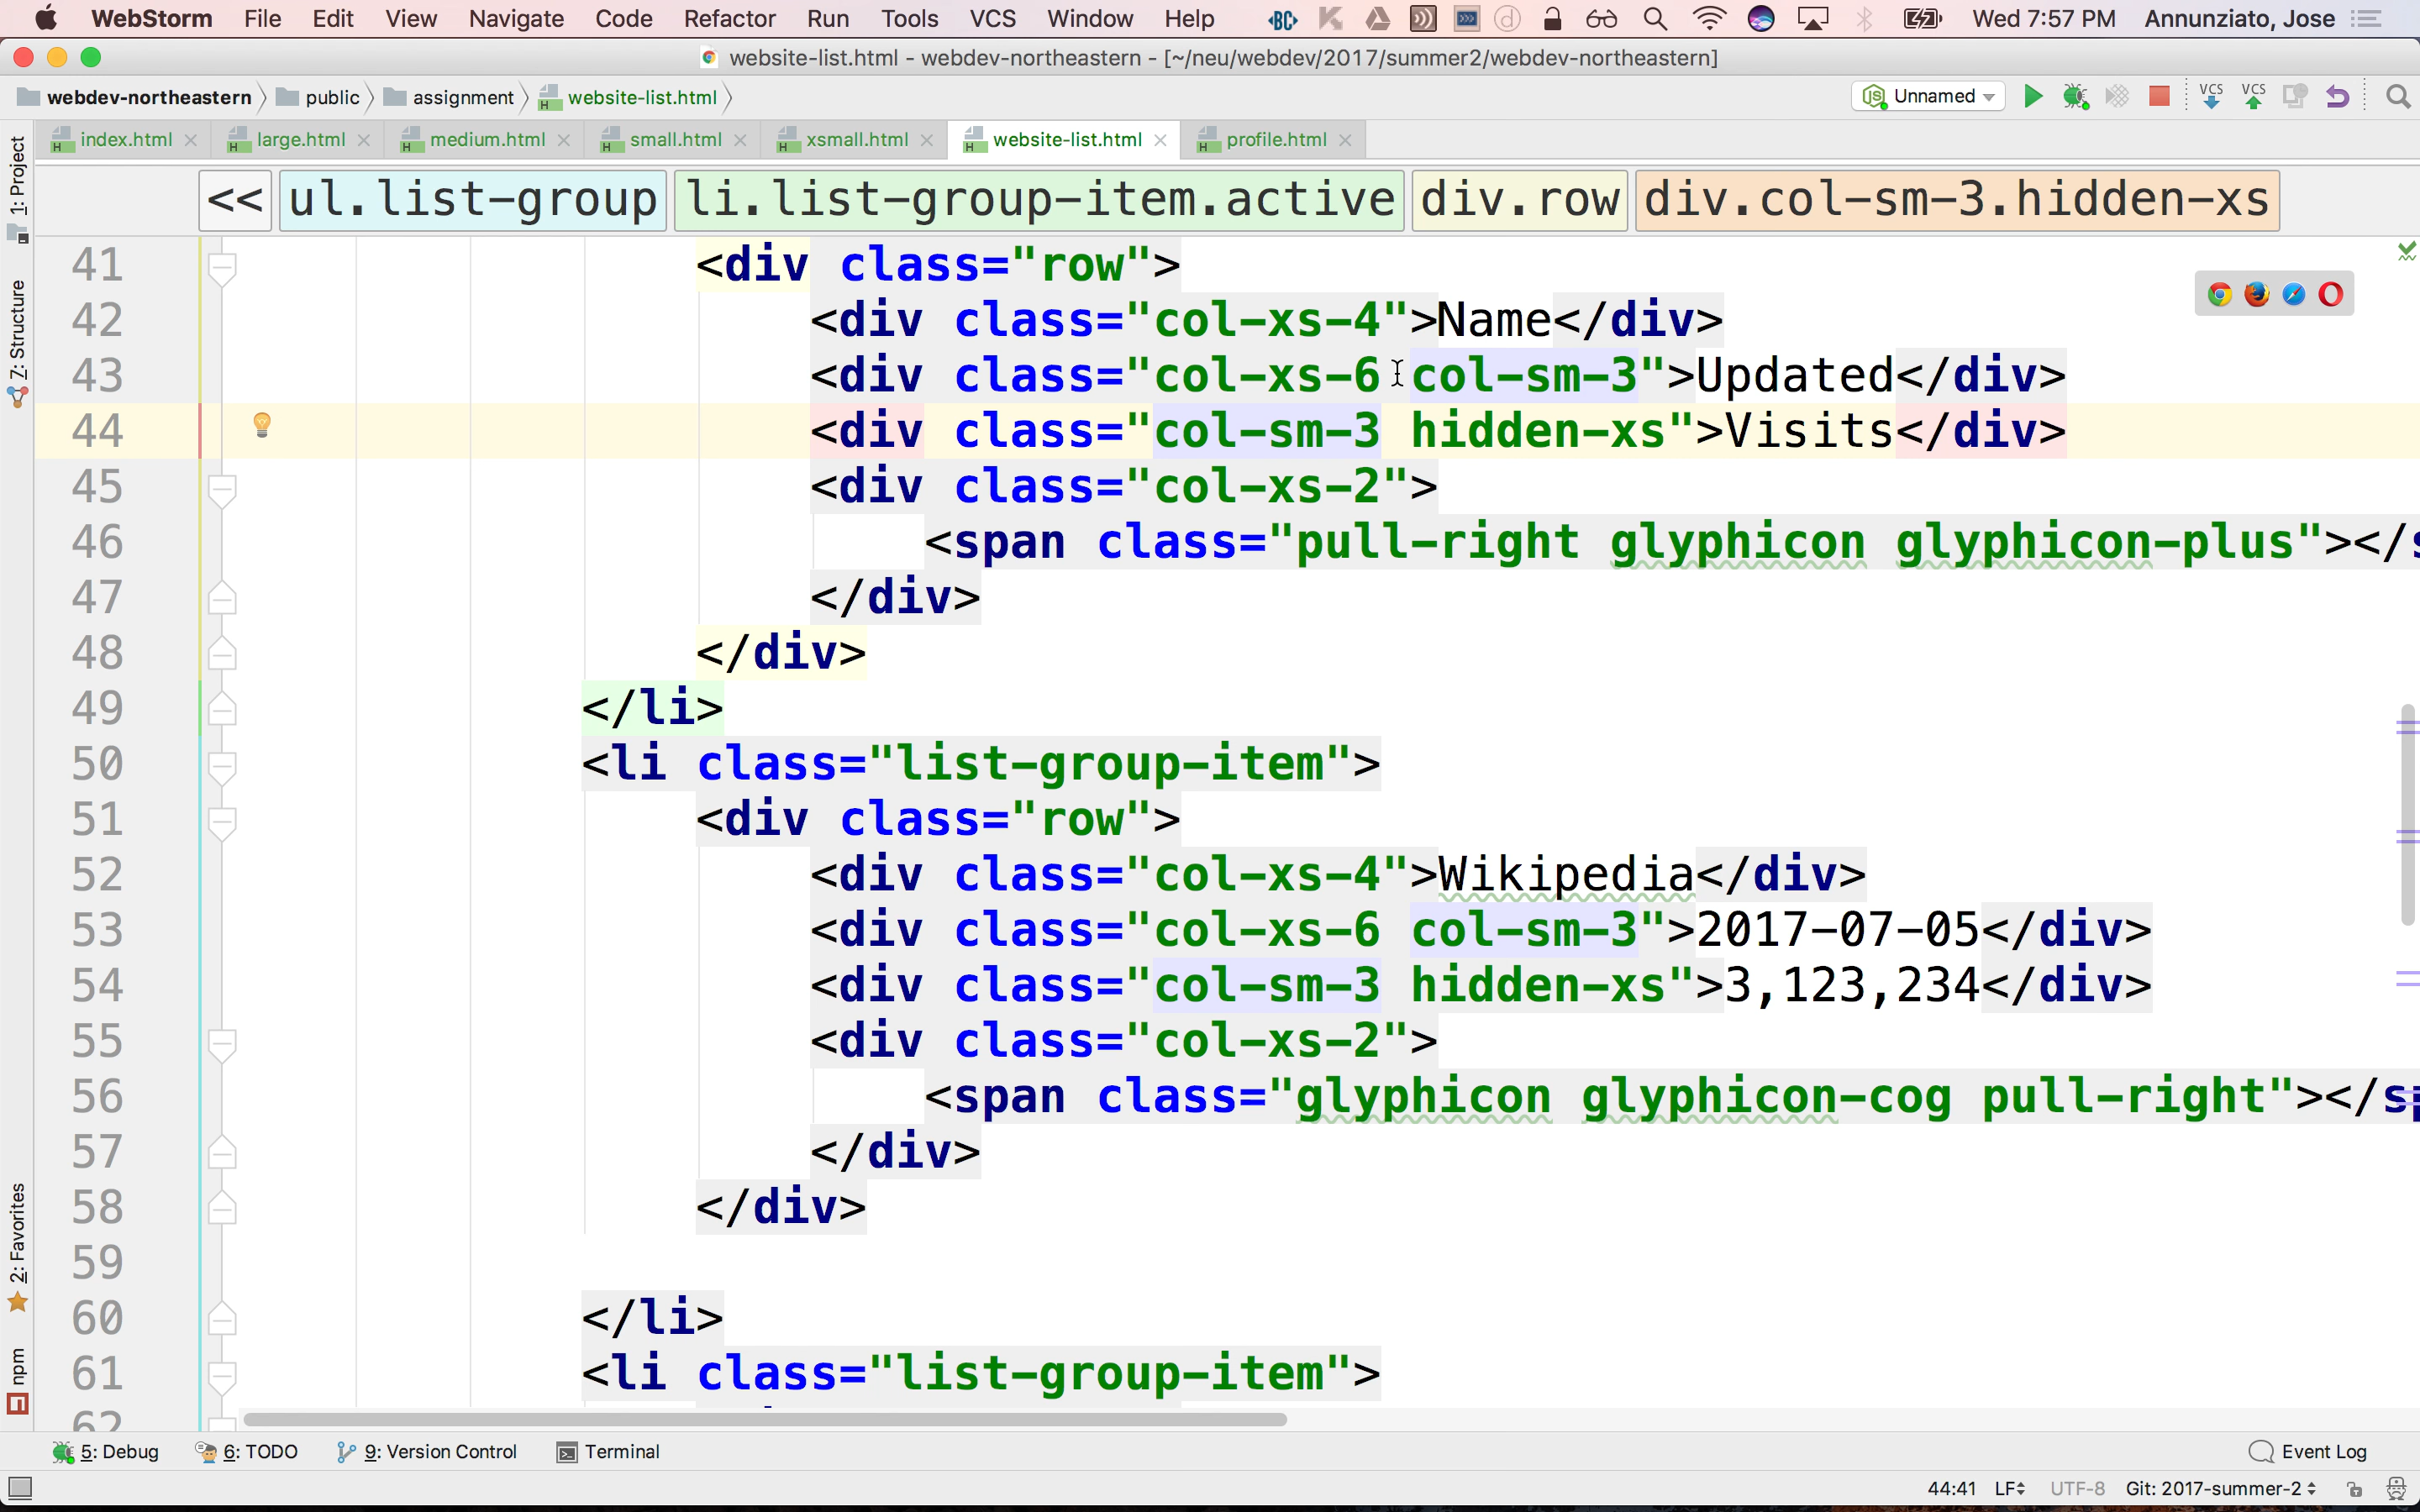 WebStorm File Edit View Navigate Code Refactor Run Tools VCS Window Help Wed 7:57 PM Annunziato, Jose
website-list.html - webdev-northeastern - [~/neu/webdev/2017/summer2/webdev-northeastern]
webdev-northeastern public assignment website-list.html Unnamed VCS VCS
index.html large.html medium.html small.html xsmall.html website-list.html profile.html
<< ul.list-group li.list-group-item.active div.row div.col-sm-3.hidden-xs
1: Project
7: Structure
2: Favorites
npm
41 <div class="row">
42 <div class="col-xs-4">Name</div>
43 <div class="col-xs-6 col-sm-3">Updated</div>
44 <div class="col-sm-3 hidden-xs">Visits</div>
45 <div class="col-xs-2">
46 <span class="pull-right glyphicon glyphicon-plus"></s
47 </div>
48 </div>
49 </li>
50 <li class="list-group-item">
51 <div class="row">
52 <div class="col-xs-4">Wikipedia</div>
53 <div class="col-xs-6 col-sm-3">2017-07-05</div>
54 <div class="col-sm-3 hidden-xs">3,123,234</div>
55 <div class="col-xs-2">
56 <span class="glyphicon glyphicon-cog pull-right"></sp
57 </div>
58 </div>
59
60 </li>
61 <li class="list-group-item">
62
5: Debug 6: TODO 9: Version Control Terminal Event Log
44:41 LF UTF-8 Git: 2017-summer-2